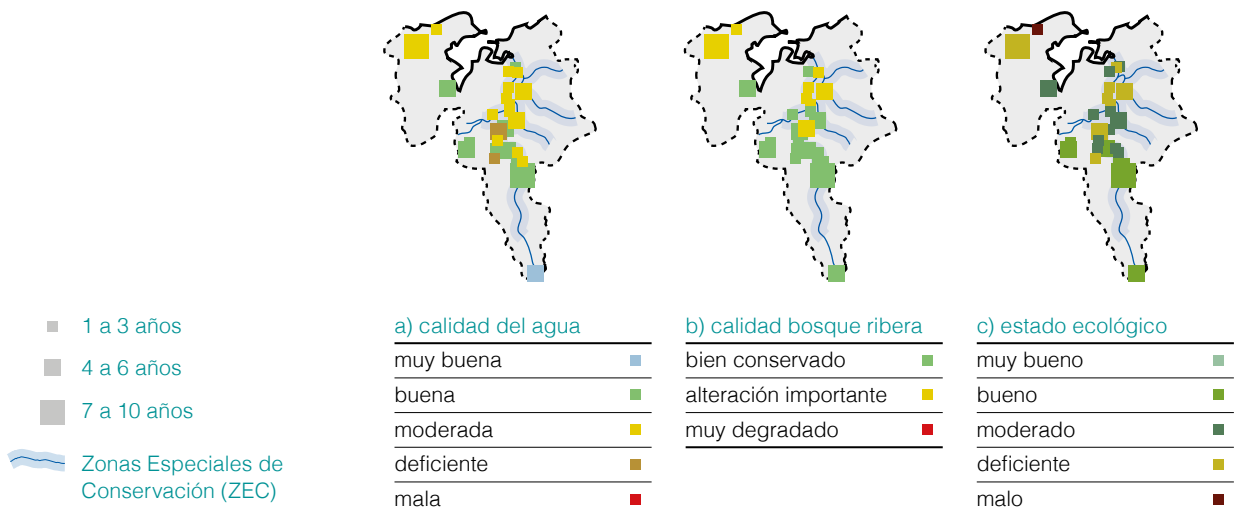 1 a 3 años
4 a 6 años
7 a 10 años
Zonas Especiales de
Conservación (ZEC)
a) calidad del agua
muy buena
buena
moderada
deficiente
mala
b) calidad bosque ribera
bien conservado
alteración importante
muy degradado
c) estado ecológico
muy bueno
bueno
moderado
deficiente
malo